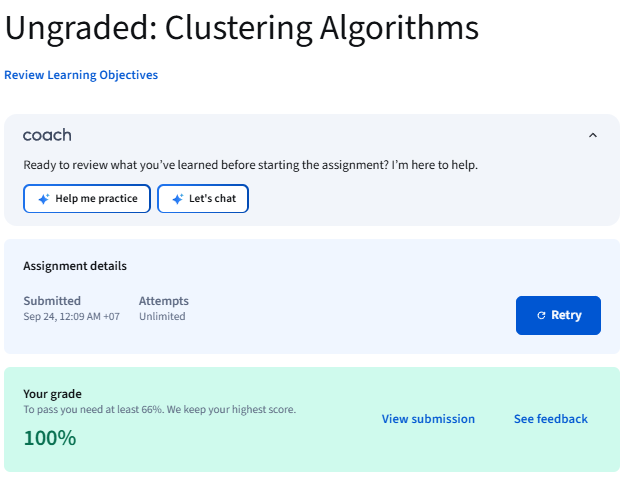 Ungraded: Clustering Algorithms
Review Learning Objectives
coach
Ready to review what you've learned before starting the assignment? I'm here to help.
Help me practice
Let's chat
Assignment details
Submitted
Attempts
Sep 24, 12:09 AM +07
Unlimited
Retry
Your grade
To pass you need at least 66%. We keep your highest score.
100%
View submission
See feedback